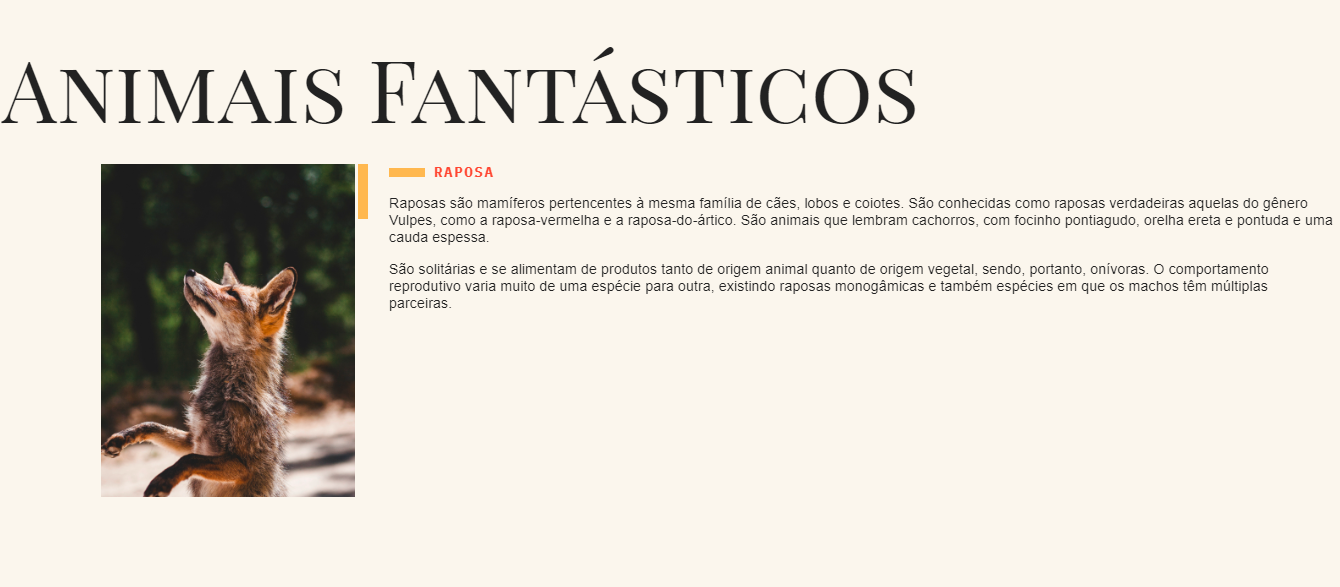 Animais Fantásticos
RAPOSA
Raposas são mamíferos pertencentes à mesma família de cães, lobos e coiotes. São conhecidas como raposas verdadeiras aquelas do gênero
Vulpes, como a raposa-vermelha e a raposa-do-ártico. São animais que lembram cachorros, com focinho pontiagudo, orelha ereta e pontuda e uma
cauda espessa.
São solitárias e se alimentam de produtos tanto de origem animal quanto de origem vegetal, sendo, portanto, onívoras. O comportamento
reprodutivo varia muito de uma espécie para outra, existindo raposas monogâmicas e também espécies em que os machos têm múltiplas
parceiras.